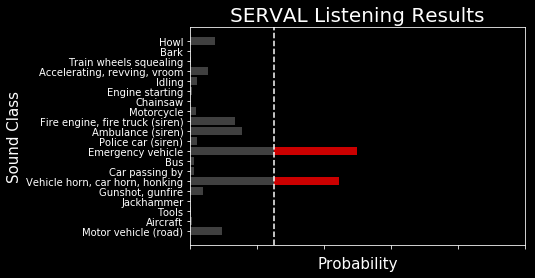 SERVAL Listening Results
Howl
Bark
Train wheels squealing
Accelerating, revving, vroom
Idling
Engine starting
Chainsaw
Motorcycle
Fire engine, fire truck (siren)
Ambulance (siren)
Police car (siren)
Emergency vehicle
Bus
Car passing by
Vehicle horn, car horn, honking
Gunshot, gunfire
Jackhammer
Tools
Aircraft
Motor vehicle (road)
Sound Class
Probability